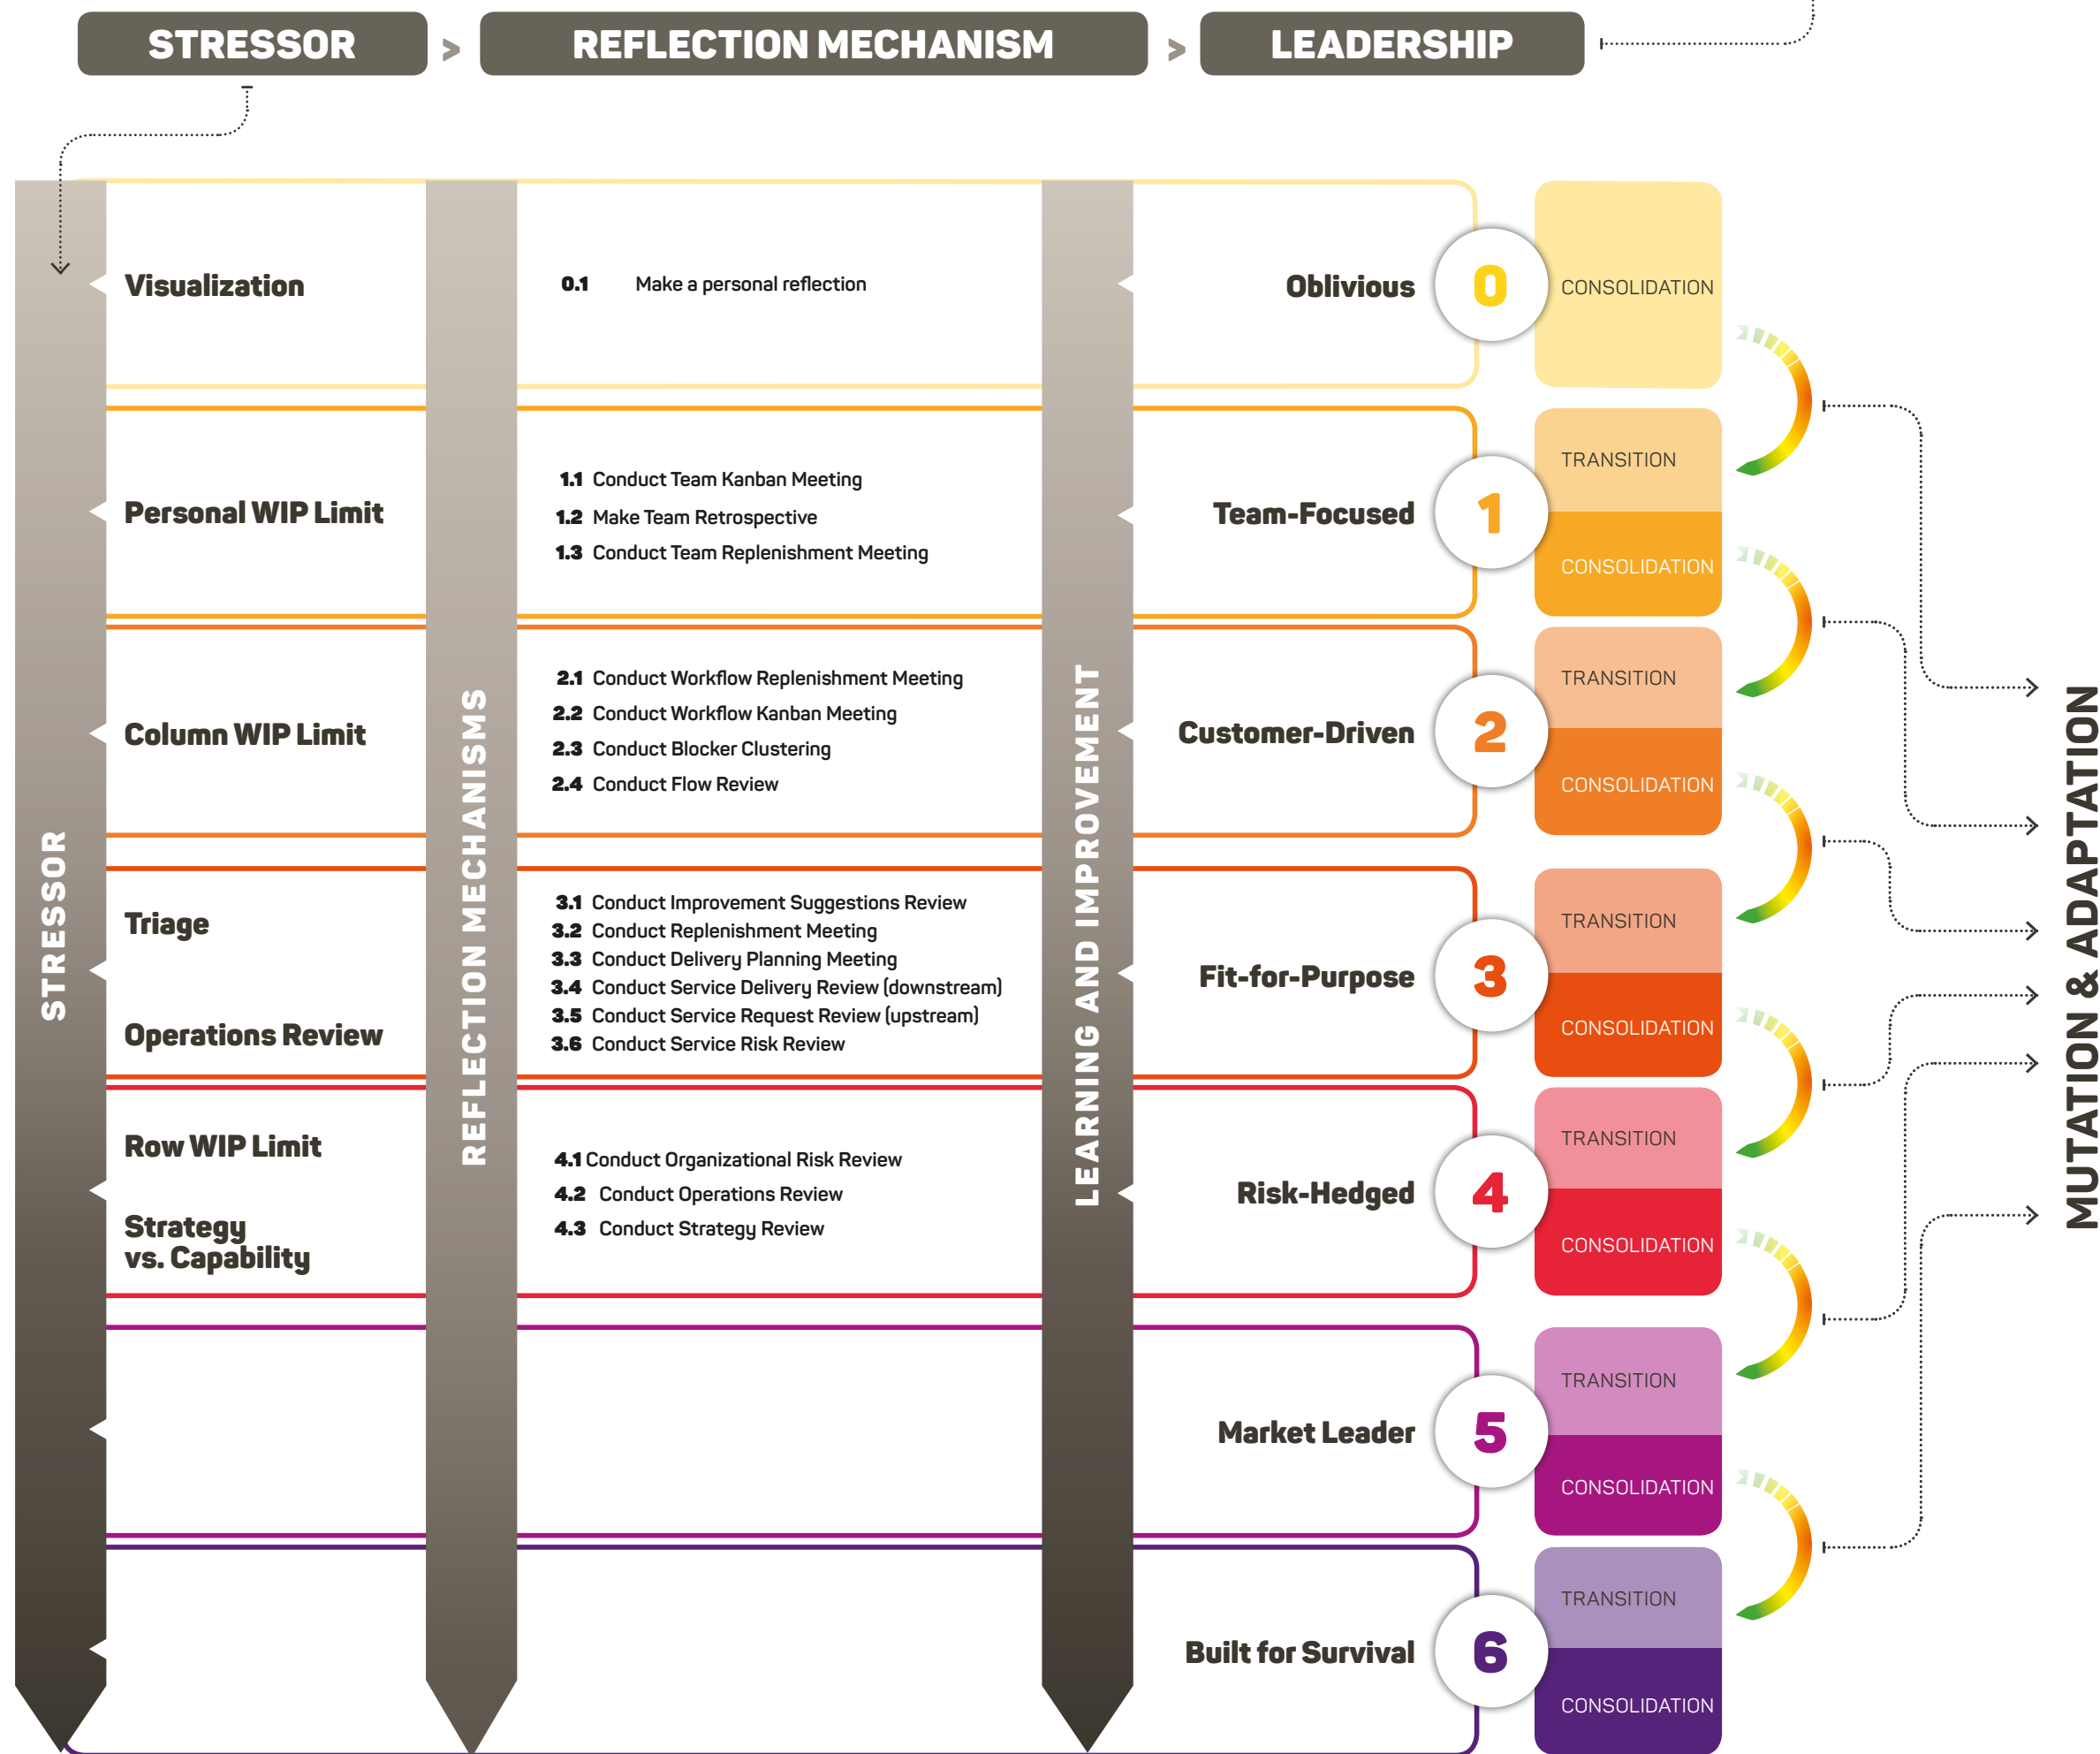 STRESSOR > REFLECTION MECHANISM > LEADERSHIP
STRESSOR
REFLECTION MECHANISMS
LEARNING AND IMPROVEMENT
MUTATION & ADAPTATION
Visualization
0.1 Make a personal reflection
Oblivious
0
CONSOLIDATION
Personal WIP Limit
1.1 Conduct Team Kanban Meeting
1.2 Make Team Retrospective
1.3 Conduct Team Replenishment Meeting
Team-Focused
1
TRANSITION
CONSOLIDATION
Column WIP Limit
2.1 Conduct Workflow Replenishment Meeting
2.2 Conduct Workflow Kanban Meeting
2.3 Conduct Blocker Clustering
2.4 Conduct Flow Review
Customer-Driven
2
TRANSITION
CONSOLIDATION
Triage
Operations Review
3.1 Conduct Improvement Suggestions Review
3.2 Conduct Replenishment Meeting
3.3 Conduct Delivery Planning Meeting
3.4 Conduct Service Delivery Review (downstream)
3.5 Conduct Service Request Review (upstream)
3.6 Conduct Service Risk Review
Fit-for-Purpose
3
TRANSITION
CONSOLIDATION
Row WIP Limit
Strategy
vs. Capability
4.1 Conduct Organizational Risk Review
4.2 Conduct Operations Review
4.3 Conduct Strategy Review
Risk-Hedged
4
TRANSITION
CONSOLIDATION
Market Leader
5
TRANSITION
CONSOLIDATION
Built for Survival
6
TRANSITION
CONSOLIDATION